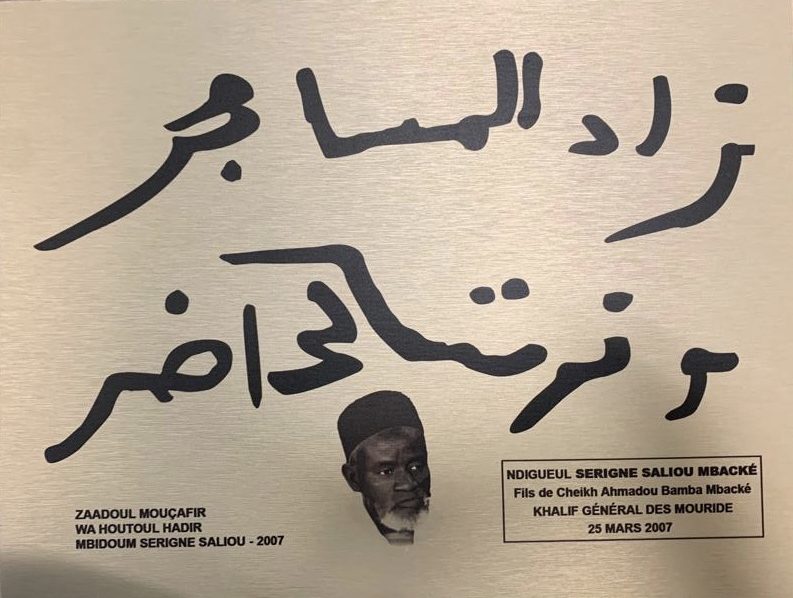 زاد المسافر
وقوت الحاضر
ZAADOUL MOUÇAFIR
WA HOUTOUL HADIR
MBIDOUM SERIGNE SALIOU - 2007
NDIGUEUL SERIGNE SALIOU MBACKÉ
Fils de Cheikh Ahmadou Bamba Mbacké
KHALIF GÉNÉRAL DES MOURIDE
25 MARS 2007